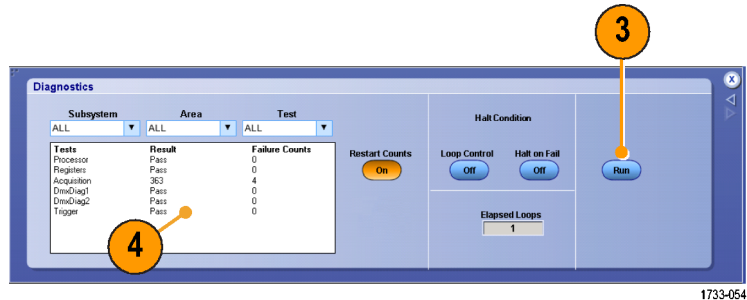 3
Diagnostics
X
Subsystem Area Test
ALL ALL ALL
Halt Condition
Tests Result Failure Counts
Processor Pass 0
Registers Pass 0
Acquisition 363 4
DmxDiag1 Pass 0
DmxDiag2 Pass 0
Trigger Pass 0
Restart Counts
On
Loop Control Halt on Fail
Off Off
Run
Elapsed Loops
1
4
1733-054